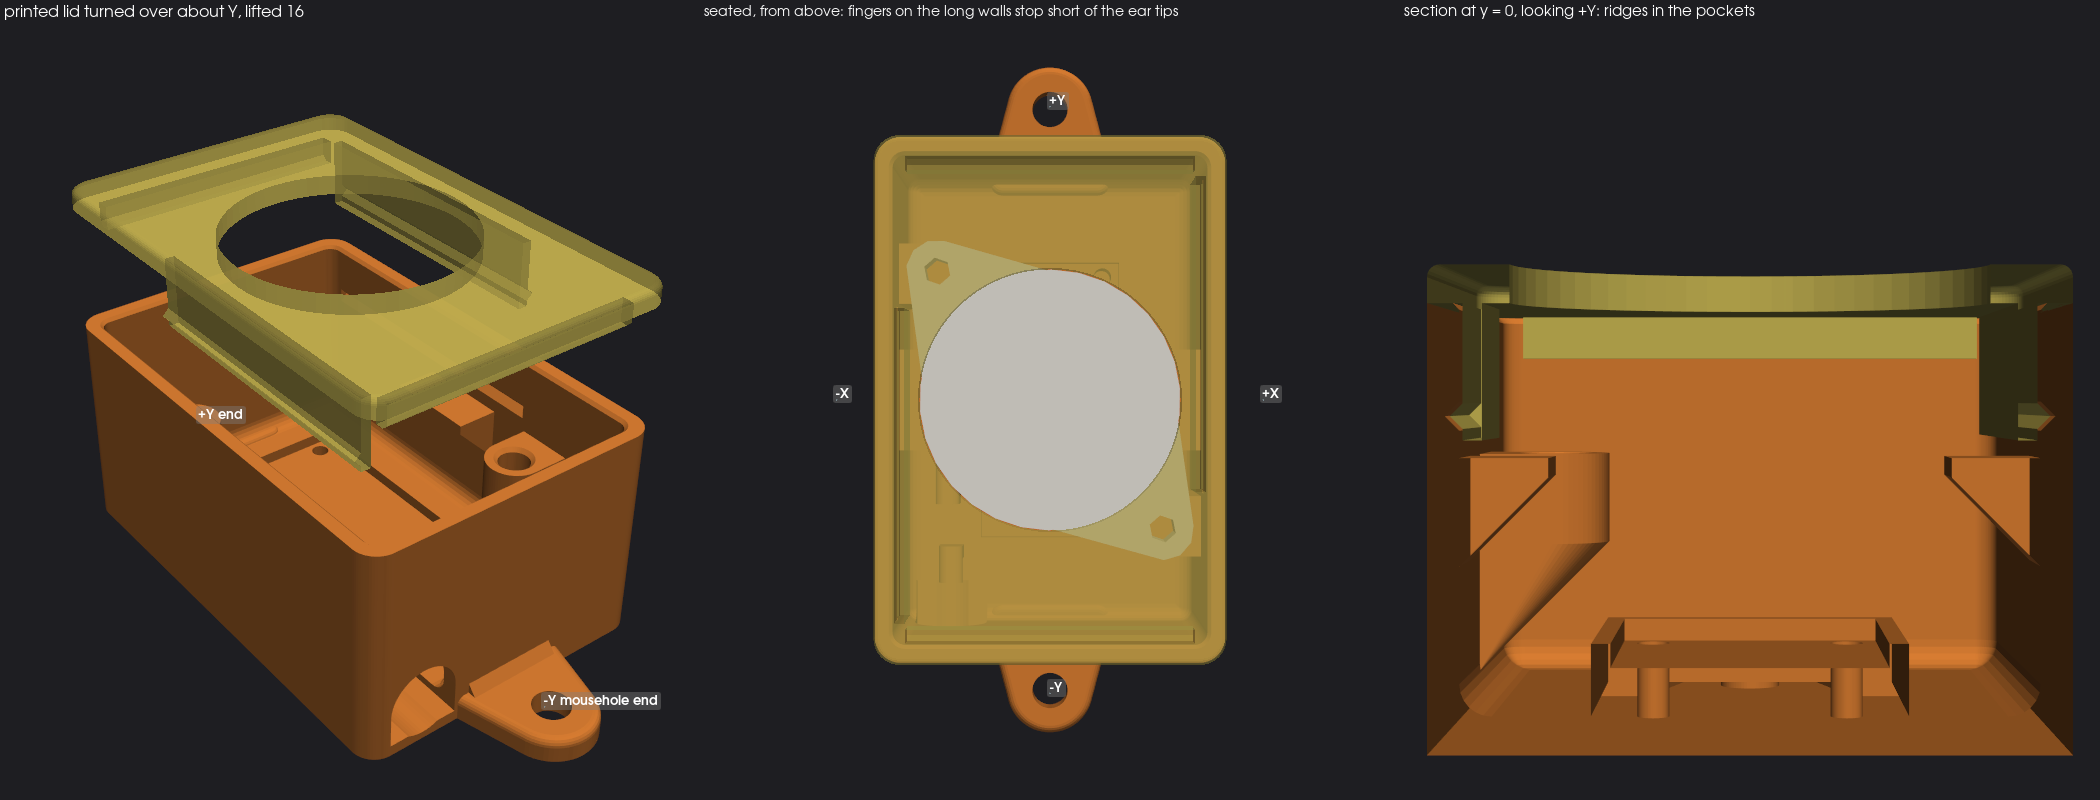 printed lid turned over about Y, lifted 16
seated, from above: fingers on the long walls stop short of the ear tips
section at y = 0, looking +Y: ridges in the pockets
+Y
-X
+X
+Y end
-Y
-Y mousehole end